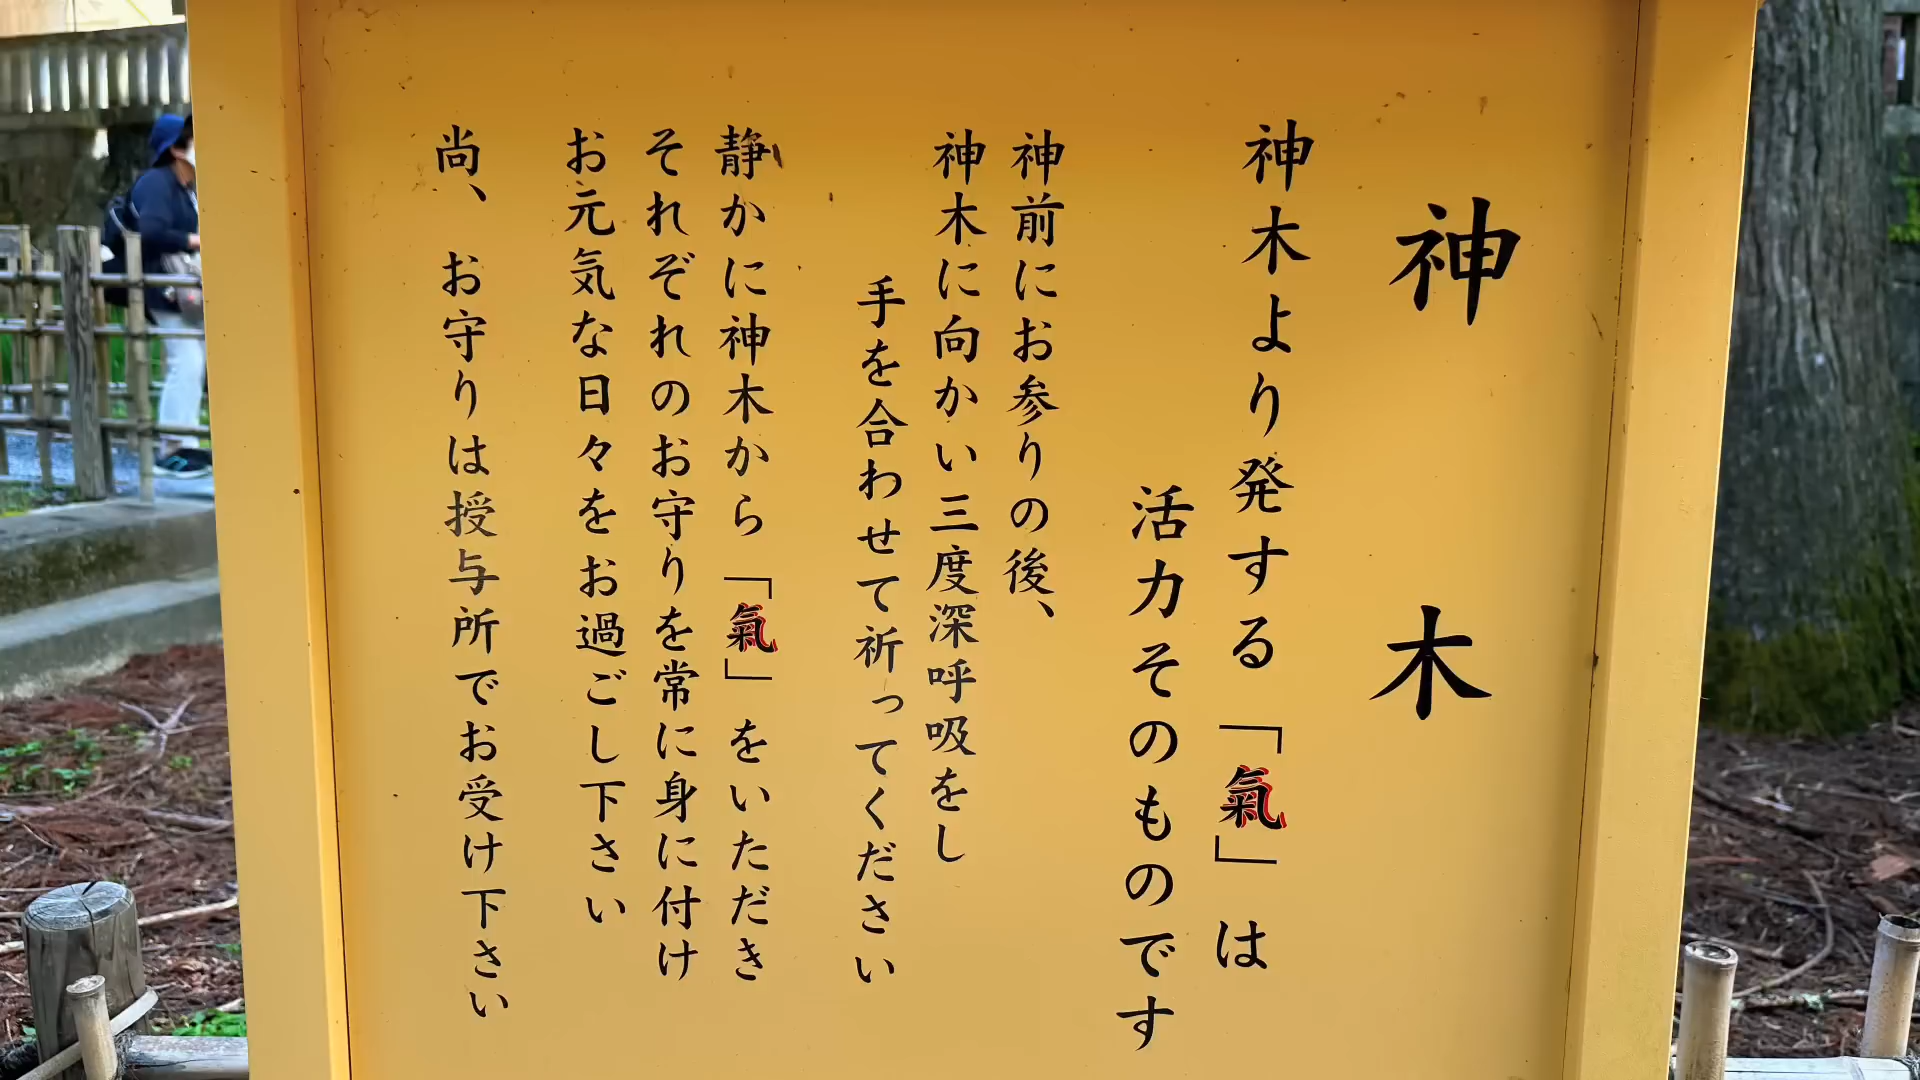 神木
神木より発する「氣」は
活力そのものです
神前にお参りの後、
神木に向かい三度深呼吸をし
手を合わせて祈ってください
静かに神木から「氣」をいただき
それぞれのお守りを常に身に付け
お元気な日々をお過ごし下さい
尚、お守りは授与所でお受け下さい